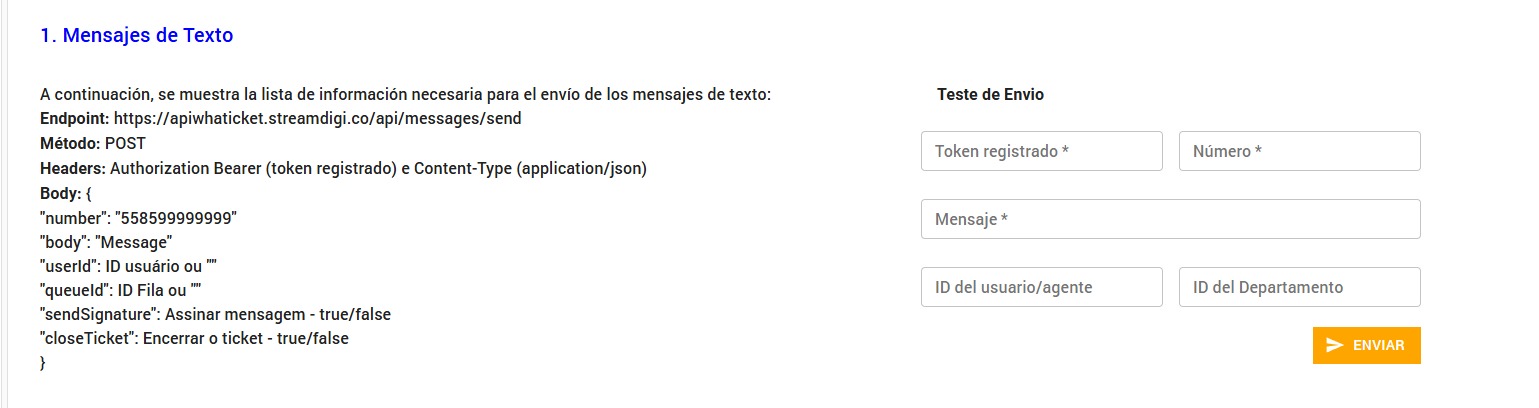 1. Mensajes de Texto
A continuación, se muestra la lista de información necesaria para el envío de los mensajes de texto:
Endpoint: https://apiwhaticket.streamdigi.co/api/messages/send
Método: POST
Headers: Authorization Bearer (token registrado) e Content-Type (application/json)
Body: {
"number": "558599999999"
"body": "Message"
"userId": ID usuário ou ""
"queueId": ID Fila ou ""
"sendSignature": Assinar mensagem - true/false
"closeTicket": Encerrar o ticket - true/false
}
Teste de Envio
Token registrado *
Número *
Mensaje *
ID del usuario/agente
ID del Departamento
ENVIAR